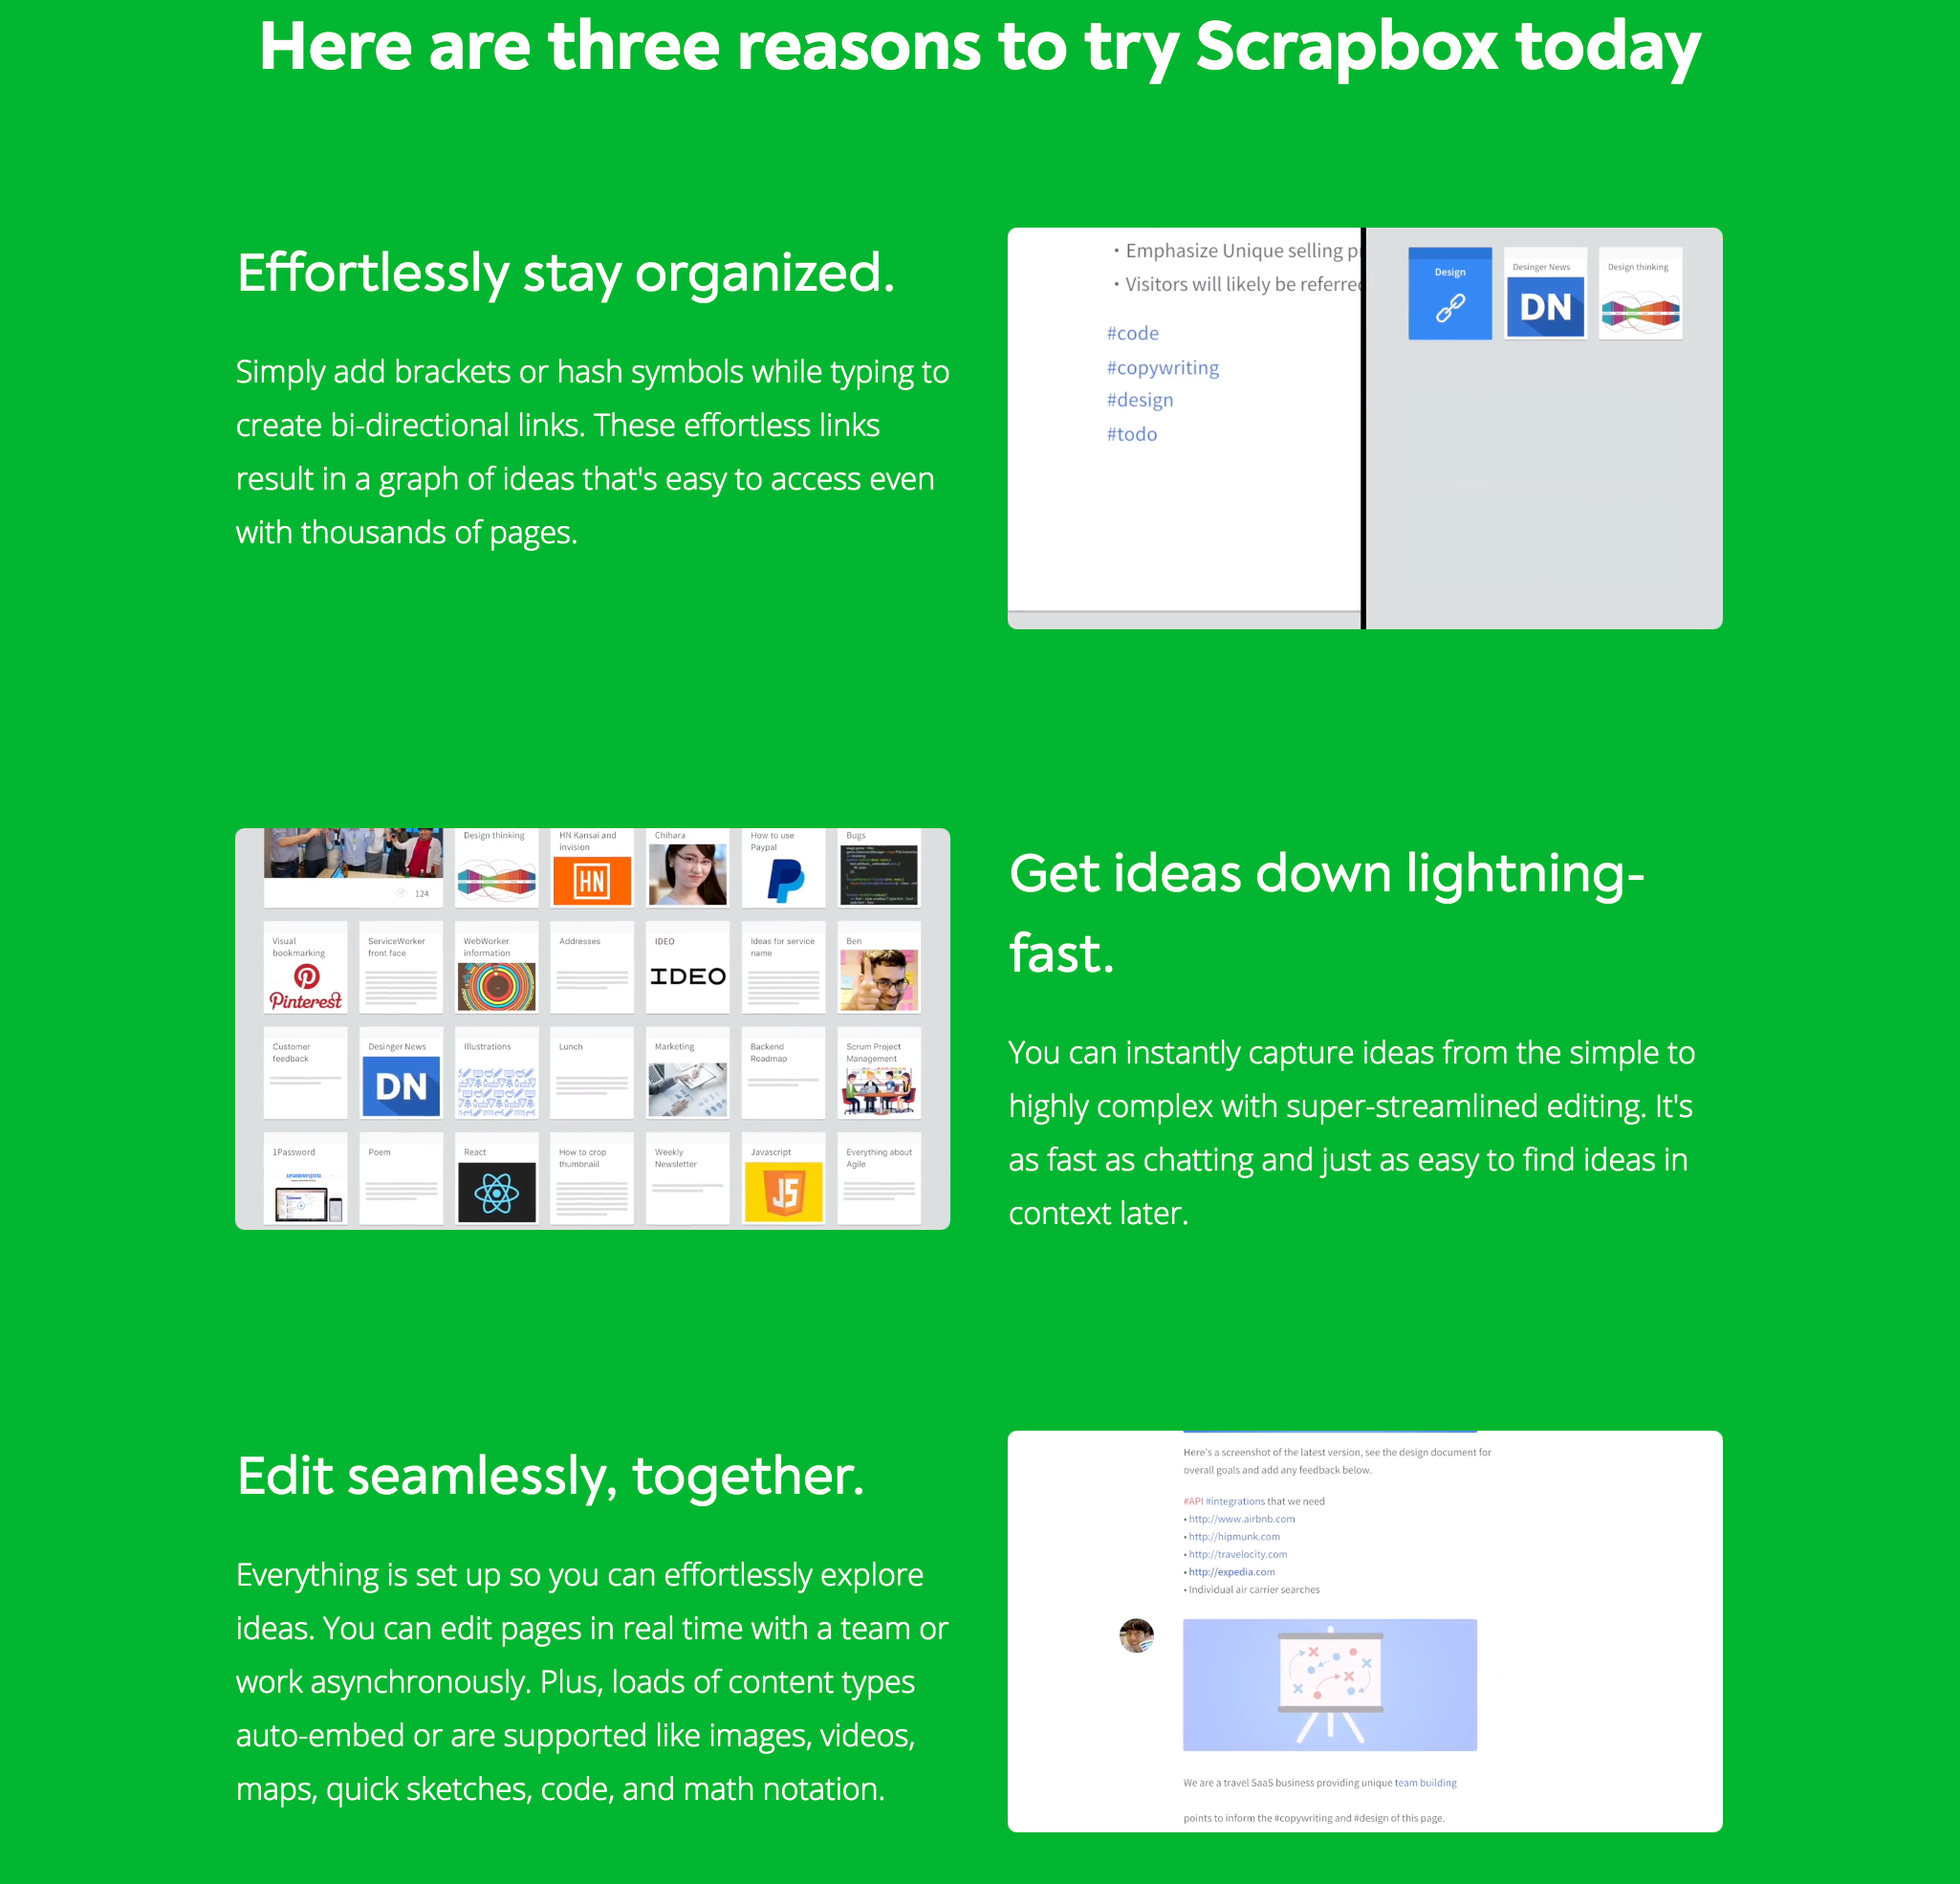 Here are three reasons to try Scrapbox today
Effortlessly stay organized.
Simply add brackets or hash symbols while typing to
create bi-directional links. These effortless links
result in a graph of ideas that's easy to access even
with thousands of pages.
• Emphasize Unique selling p
• Visitors will likely be referre
#code
#copywriting
#design
#todo
Design
Desinger News
DN
Design thinking
124
Design thinking
HN Kansai and
invision
HN
Chihara
How to use
Paypal
Bugs
Visual
bookmarking
Pinterest
ServiceWorker
front face
WebWorker
information
Addresses
IDEO
IDEO
Ideas for service
name
Ben
Customer
feedback
Desinger News
DN
Illustrations
Lunch
Marketing
Backend
Roadmap
Scrum Project
Management
1Password
Poem
React
How to crop
thumbnaiil
Weekly
Newsletter
Javascript
JS
Everything about
Agile
Get ideas down lightning-
fast.
You can instantly capture ideas from the simple to
highly complex with super-streamlined editing. It's
as fast as chatting and just as easy to find ideas in
context later.
Edit seamlessly, together.
Everything is set up so you can effortlessly explore
ideas. You can edit pages in real time with a team or
work asynchronously. Plus, loads of content types
auto-embed or are supported like images, videos,
maps, quick sketches, code, and math notation.
Here's a screenshot of the latest version, see the design document for
overall goals and add any feedback below.
#API #integrations that we need
• http://www.airbnb.com
• http://hipmunk.com
• http://travelocity.com
• http://expedia.com
• Individual air carrier searches
We are a travel SaaS business providing unique team building
points to inform the #copywriting and #design of this page.